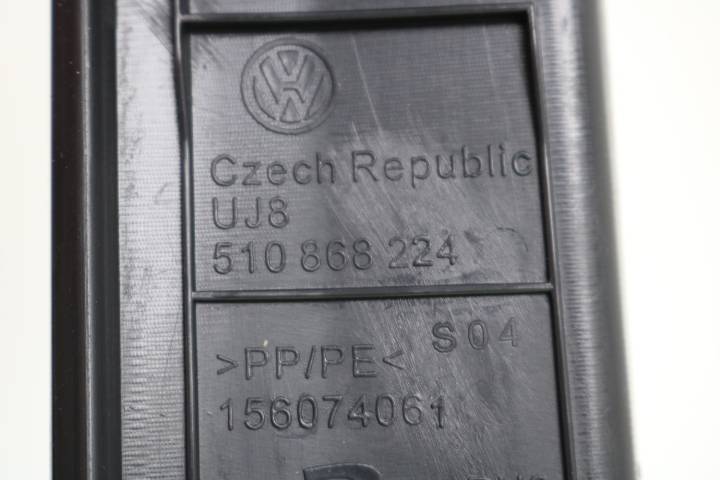 Czech Republic
UJ8
510 868 224
S04
>PP/PE<
156074061